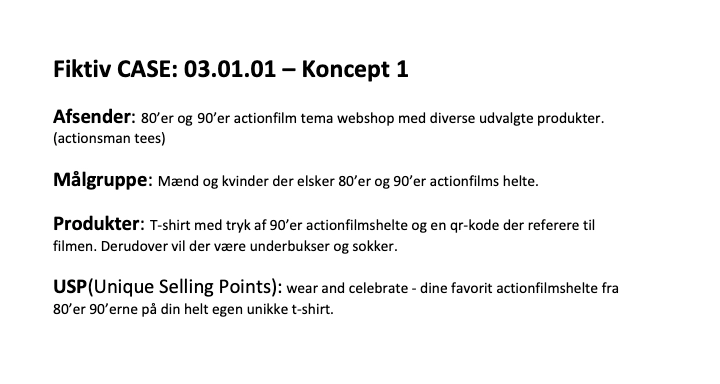 Fiktiv CASE: 03.01.01 – Koncept 1
Afsender: 80’er og 90’er actionfilm tema webshop med diverse udvalgte produkter.
(actionsman tees)
Målgruppe: Mænd og kvinder der elsker 80’er og 90’er actionfilms helte.
Produkter: T-shirt med tryk af 90’er actionfilmshelte og en qr-kode der referere til
filmen. Derudover vil der være underbukser og sokker.
USP(Unique Selling Points): wear and celebrate - dine favorit actionfilmshelte fra
80’er 90’erne på din helt egen unikke t-shirt.